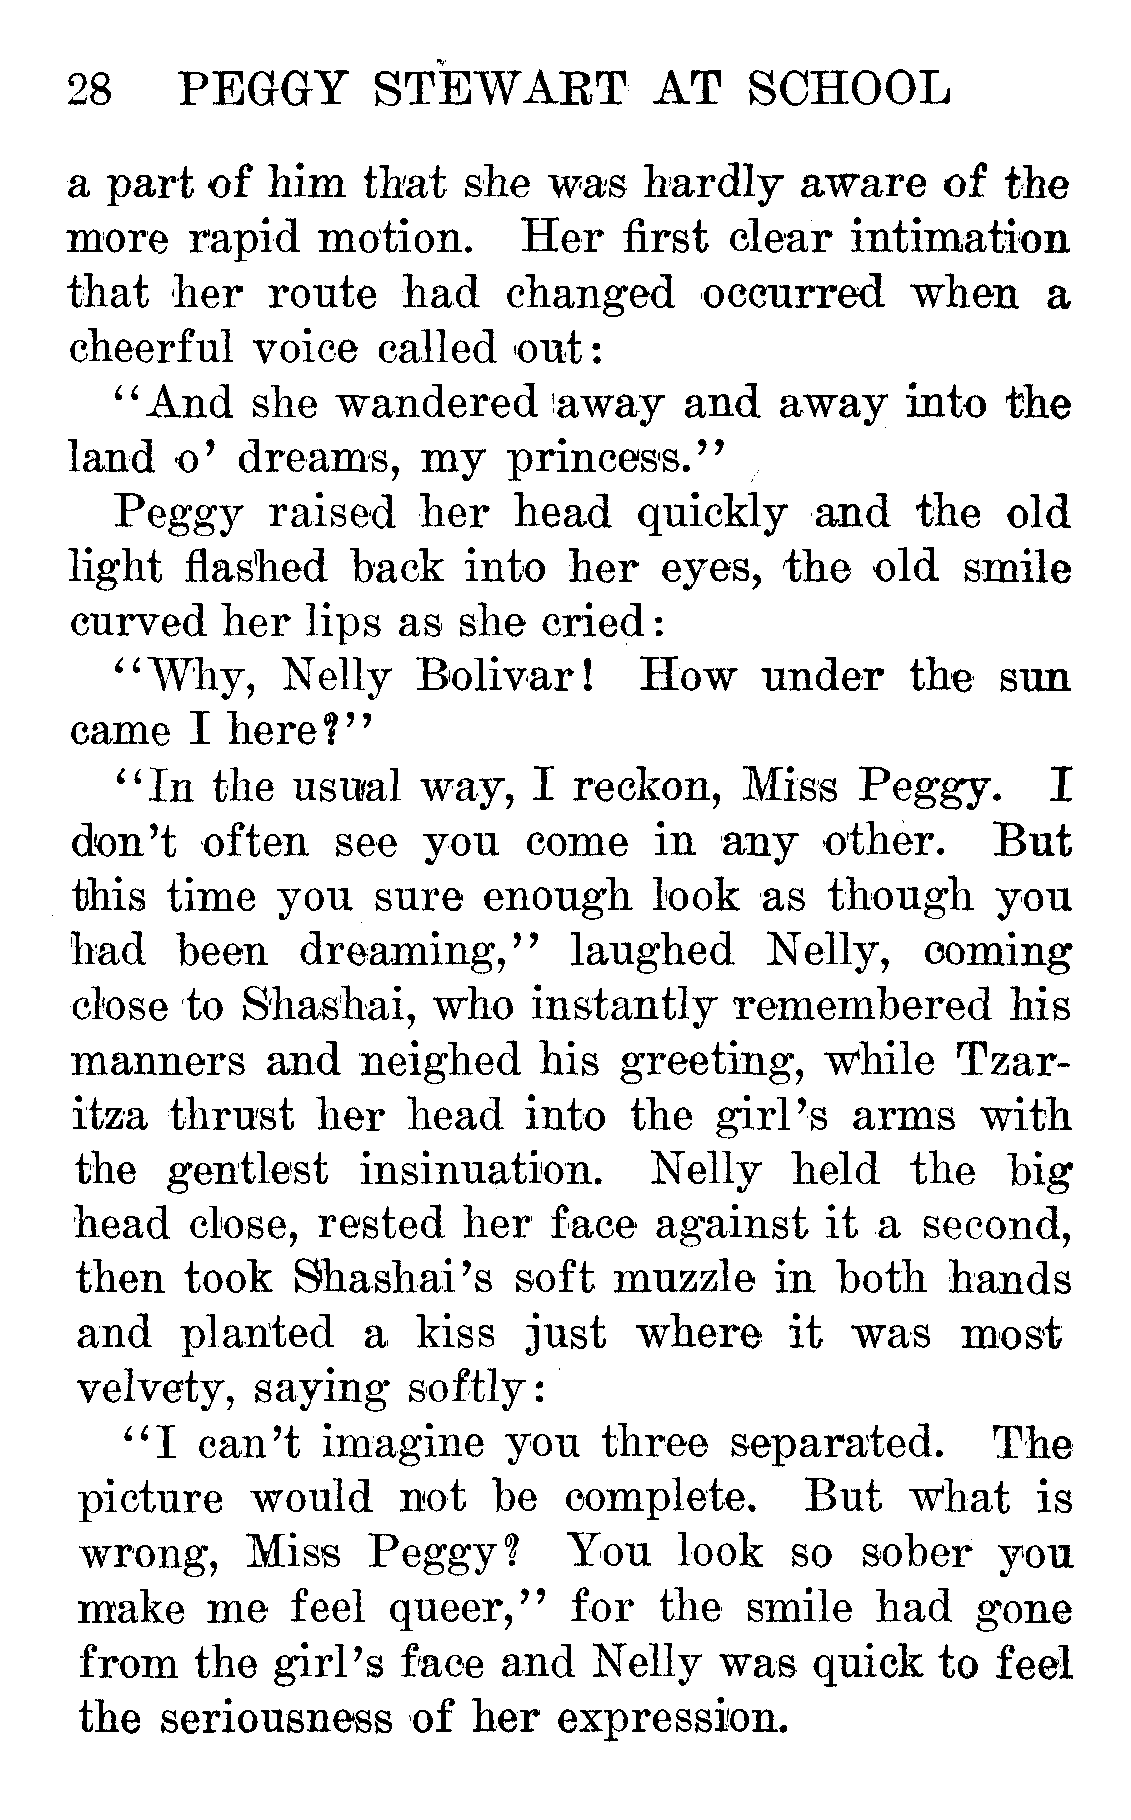 28 PEGGY STEWART AT SCHOOL
a part of him that she was hardly aware of the
more rapid motion. Her first clear intimation
that her route had changed occurred when a
cheerful voice called out:
"And she wandered away and away into the
land o' dreams, my princess."
Peggy raised her head quickly and the old
light flashed back into her eyes, the old smile
curved her lips as she cried:
"Why, Nelly Bolivar! How under the sun
came I here?"
"In the usual way, I reckon, Miss Peggy. I
don't often see you come in any other. But
this time you sure enough look as though you
had been dreaming," laughed Nelly, coming
close to Shashai, who instantly remembered his
manners and neighed his greeting, while Tzar-
itza thrust her head into the girl's arms with
the gentlest insinuation. Nelly held the big
head close, rested her face against it a second,
then took Shashai's soft muzzle in both hands
and planted a kiss just where it was most
velvety, saying softly:
"I can't imagine you three separated. The
picture would not be complete. But what is
wrong, Miss Peggy? You look so sober you
make me feel queer," for the smile had gone
from the girl's face and Nelly was quick to feel
the seriousness of her expression.